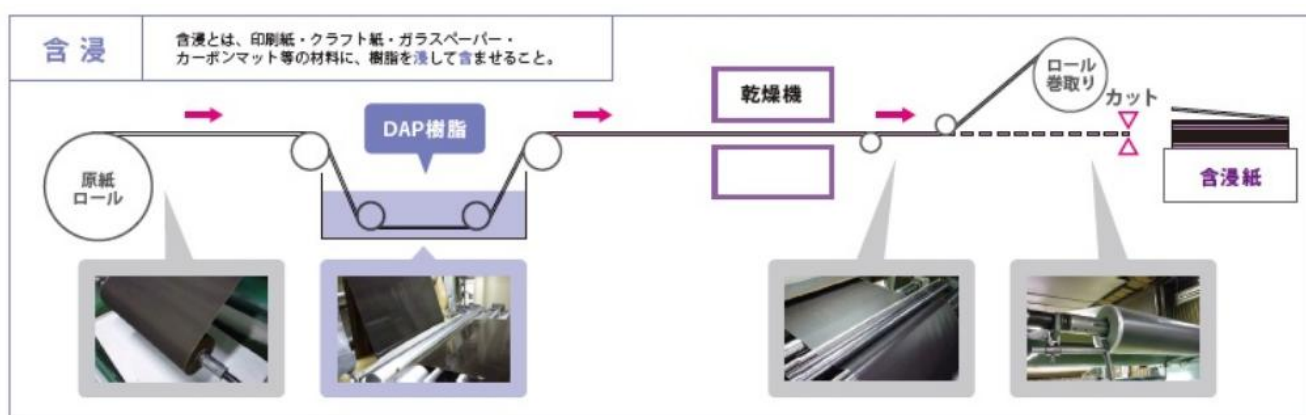 含浸
含浸とは、印刷紙・クラフト紙・ガラスペーパー・
カーボンマット等の材料に、樹脂を浸して含ませること。
原紙
ロール
DAP樹脂
乾燥機
ロール
巻取り
カット
含浸紙